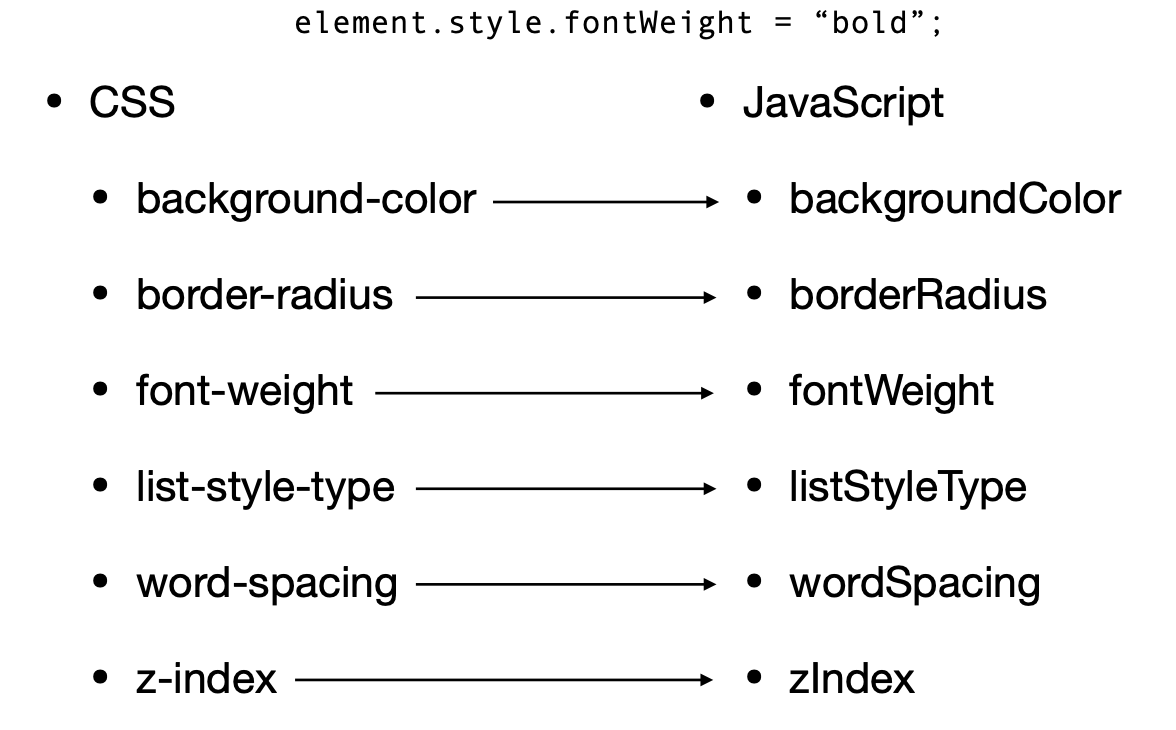 element.style.fontWeight = “bold”;
• CSS
• JavaScript
• background-color
• backgroundColor
• border-radius
• borderRadius
• font-weight
• fontWeight
• list-style-type
• listStyleType
• word-spacing
• wordSpacing
• z-index
• zIndex